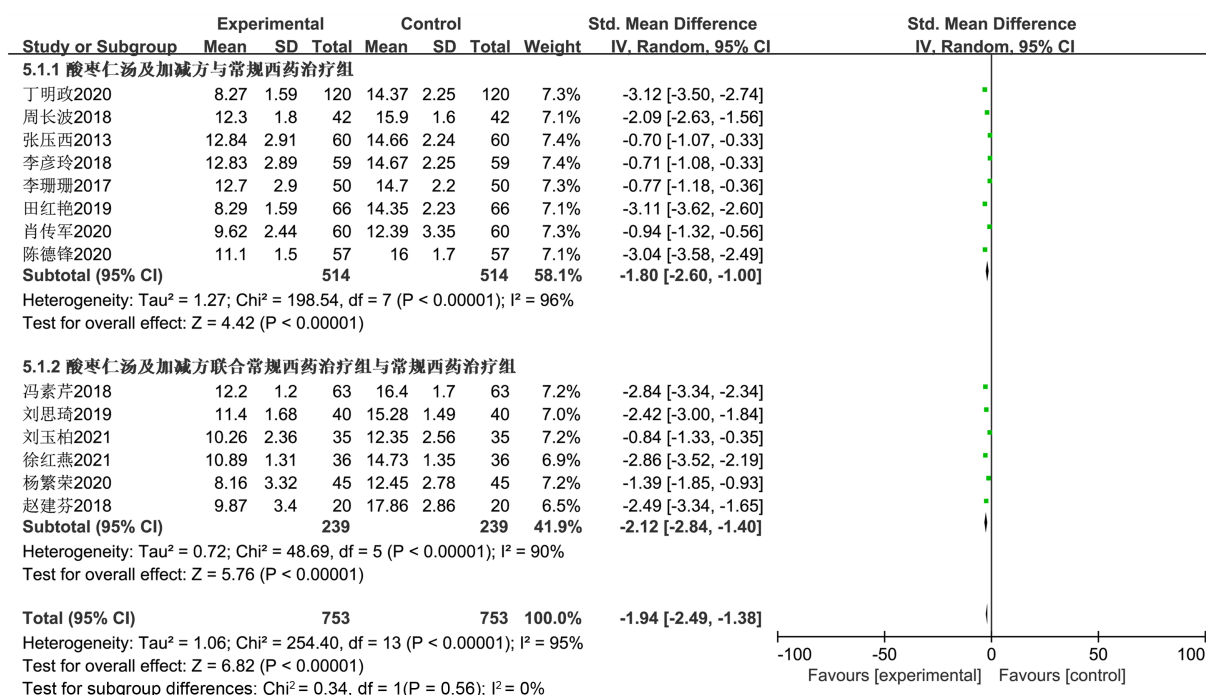 Experimental Control Std. Mean Difference Std. Mean Difference
Study or Subgroup Mean SD Total Mean SD Total Weight IV, Random, 95% CI IV, Random, 95% CI
5.1.1 酸枣仁汤及加减方与常规西药治疗组
丁明政2020 8.27 1.59 120 14.37 2.25 120 7.3% -3.12 [-3.50, -2.74]
周长波2018 12.3 1.8 42 15.9 1.6 42 7.1% -2.09 [-2.63, -1.56]
张压西2013 12.84 2.91 60 14.66 2.24 60 7.4% -0.70 [-1.07, -0.33]
李彦玲2018 12.83 2.89 59 14.67 2.25 59 7.4% -0.71 [-1.08, -0.33]
李珊珊2017 12.7 2.9 50 14.7 2.2 50 7.3% -0.77 [-1.18, -0.36]
田红艳2019 8.29 1.59 66 14.35 2.23 66 7.1% -3.11 [-3.62, -2.60]
肖传军2020 9.62 2.44 60 12.39 3.35 60 7.3% -0.94 [-1.32, -0.56]
陈德锋2020 11.1 1.5 57 16 1.7 57 7.1% -3.04 [-3.58, -2.49]
Subtotal (95% CI) 514 514 58.1% -1.80 [-2.60, -1.00]
Heterogeneity: Tau² = 1.27; Chi² = 198.54, df = 7 (P < 0.00001); I² = 96%
Test for overall effect: Z = 4.42 (P < 0.00001)
5.1.2 酸枣仁汤及加减方联合常规西药治疗组与常规西药治疗组
冯素芹2018 12.2 1.2 63 16.4 1.7 63 7.2% -2.84 [-3.34, -2.34]
刘思琦2019 11.4 1.68 40 15.28 1.49 40 7.0% -2.42 [-3.00, -1.84]
刘玉柏2021 10.26 2.36 35 12.35 2.56 35 7.2% -0.84 [-1.33, -0.35]
徐红燕2021 10.89 1.31 36 14.73 1.35 36 6.9% -2.86 [-3.52, -2.19]
杨繁荣2020 8.16 3.32 45 12.45 2.78 45 7.2% -1.39 [-1.85, -0.93]
赵建芬2018 9.87 3.4 20 17.86 2.86 20 6.5% -2.49 [-3.34, -1.65]
Subtotal (95% CI) 239 239 41.9% -2.12 [-2.84, -1.40]
Heterogeneity: Tau² = 0.72; Chi² = 48.69, df = 5 (P < 0.00001); I² = 90%
Test for overall effect: Z = 5.76 (P < 0.00001)
Total (95% CI) 753 753 100.0% -1.94 [-2.49, -1.38]
Heterogeneity: Tau² = 1.06; Chi² = 254.40, df = 13 (P < 0.00001); I² = 95%
Test for overall effect: Z = 6.82 (P < 0.00001)
Test for subgroup differences: Chi² = 0.34, df = 1(P = 0.56); I² = 0%
-100 -50 0 50 100
Favours [experimental] Favours [control]